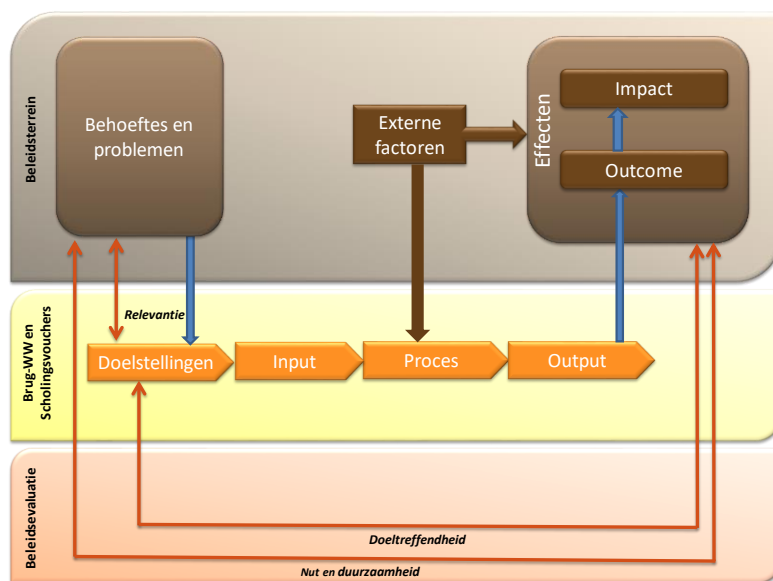 Beleidsterrein
Behoeftes en
problemen
Externe
factoren
Effecten
Impact
Outcome
Brug-WW en
Scholingsvouchers
Relevantie
Doelstellingen
Input
Proces
Output
Beleidsevaluatie
Doeltreffendheid
Nut en duurzaamheid